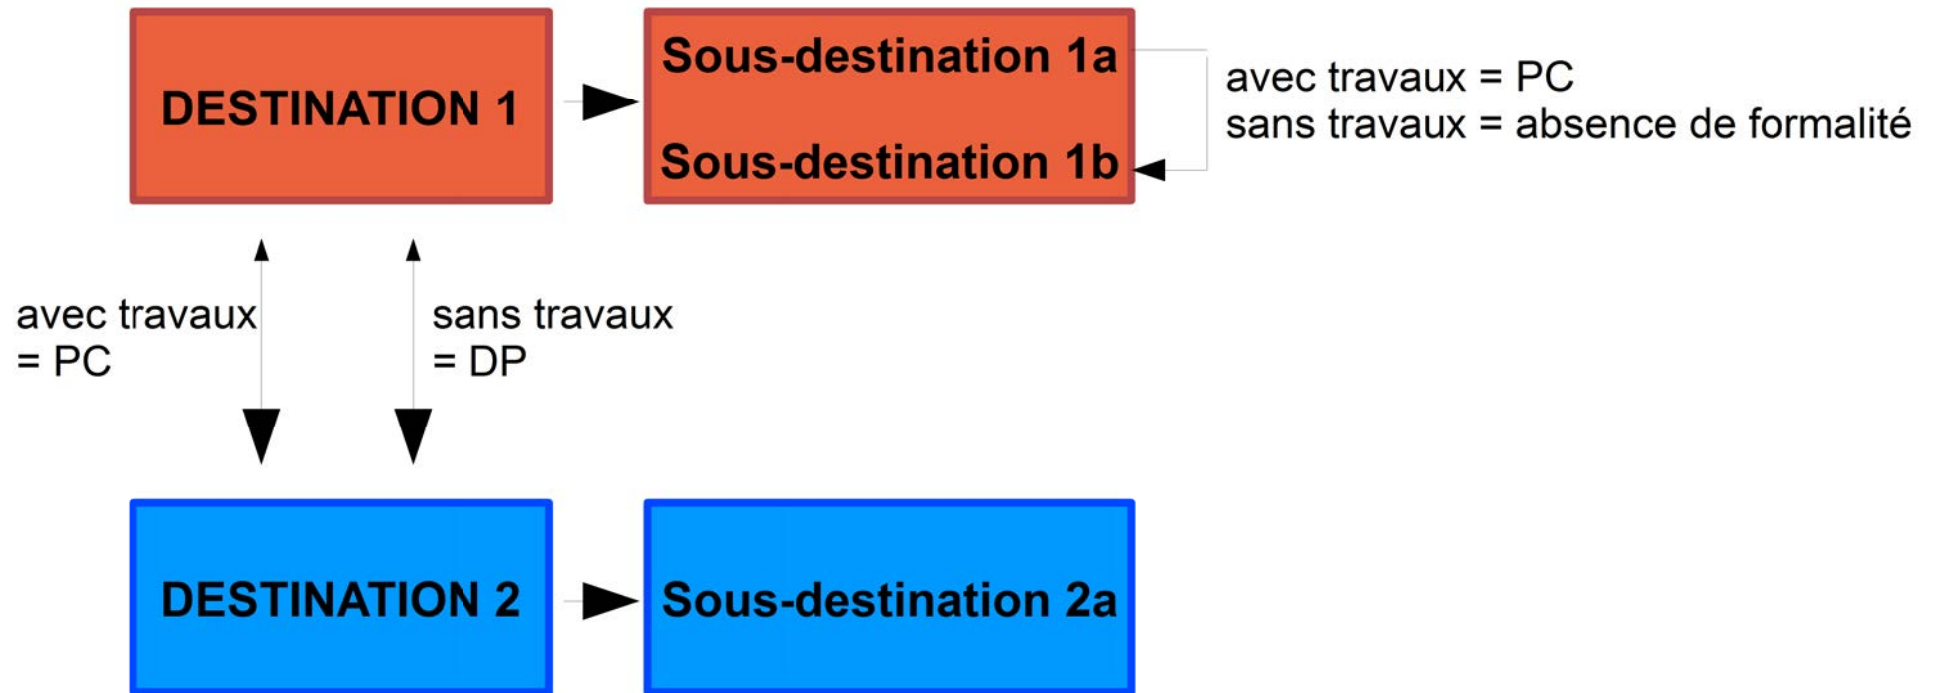 DESTINATION 1
Sous-destination 1a
Sous-destination 1b
avec travaux = PC
sans travaux = absence de formalité
avec travaux
= PC
sans travaux
= DP
DESTINATION 2
Sous-destination 2a